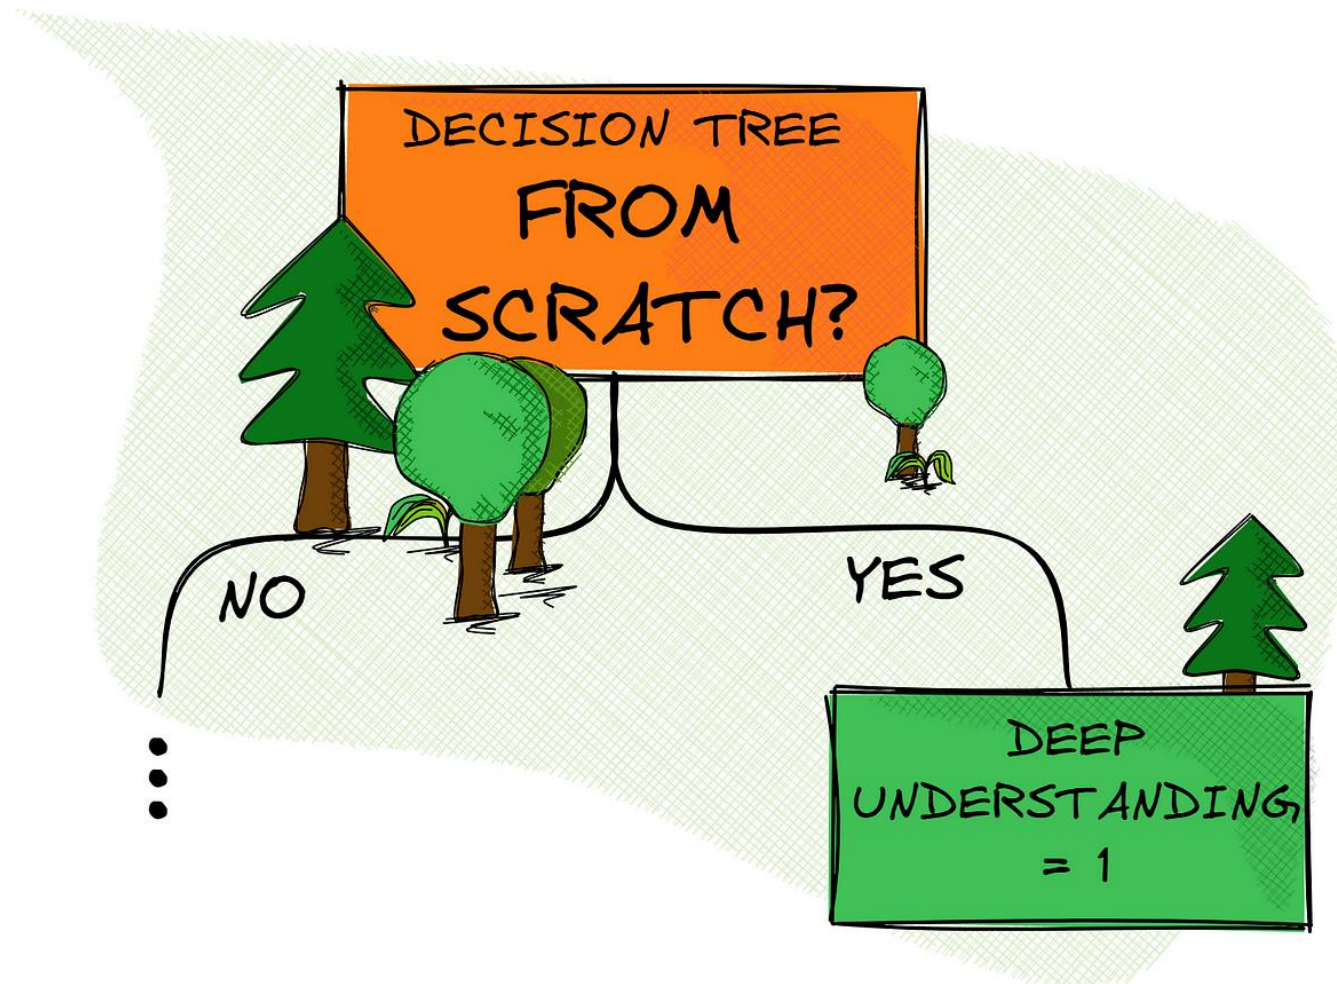 DECISION TREE
FROM
SCRATCH?
NO
YES
DEEP
UNDERSTANDING
= 1